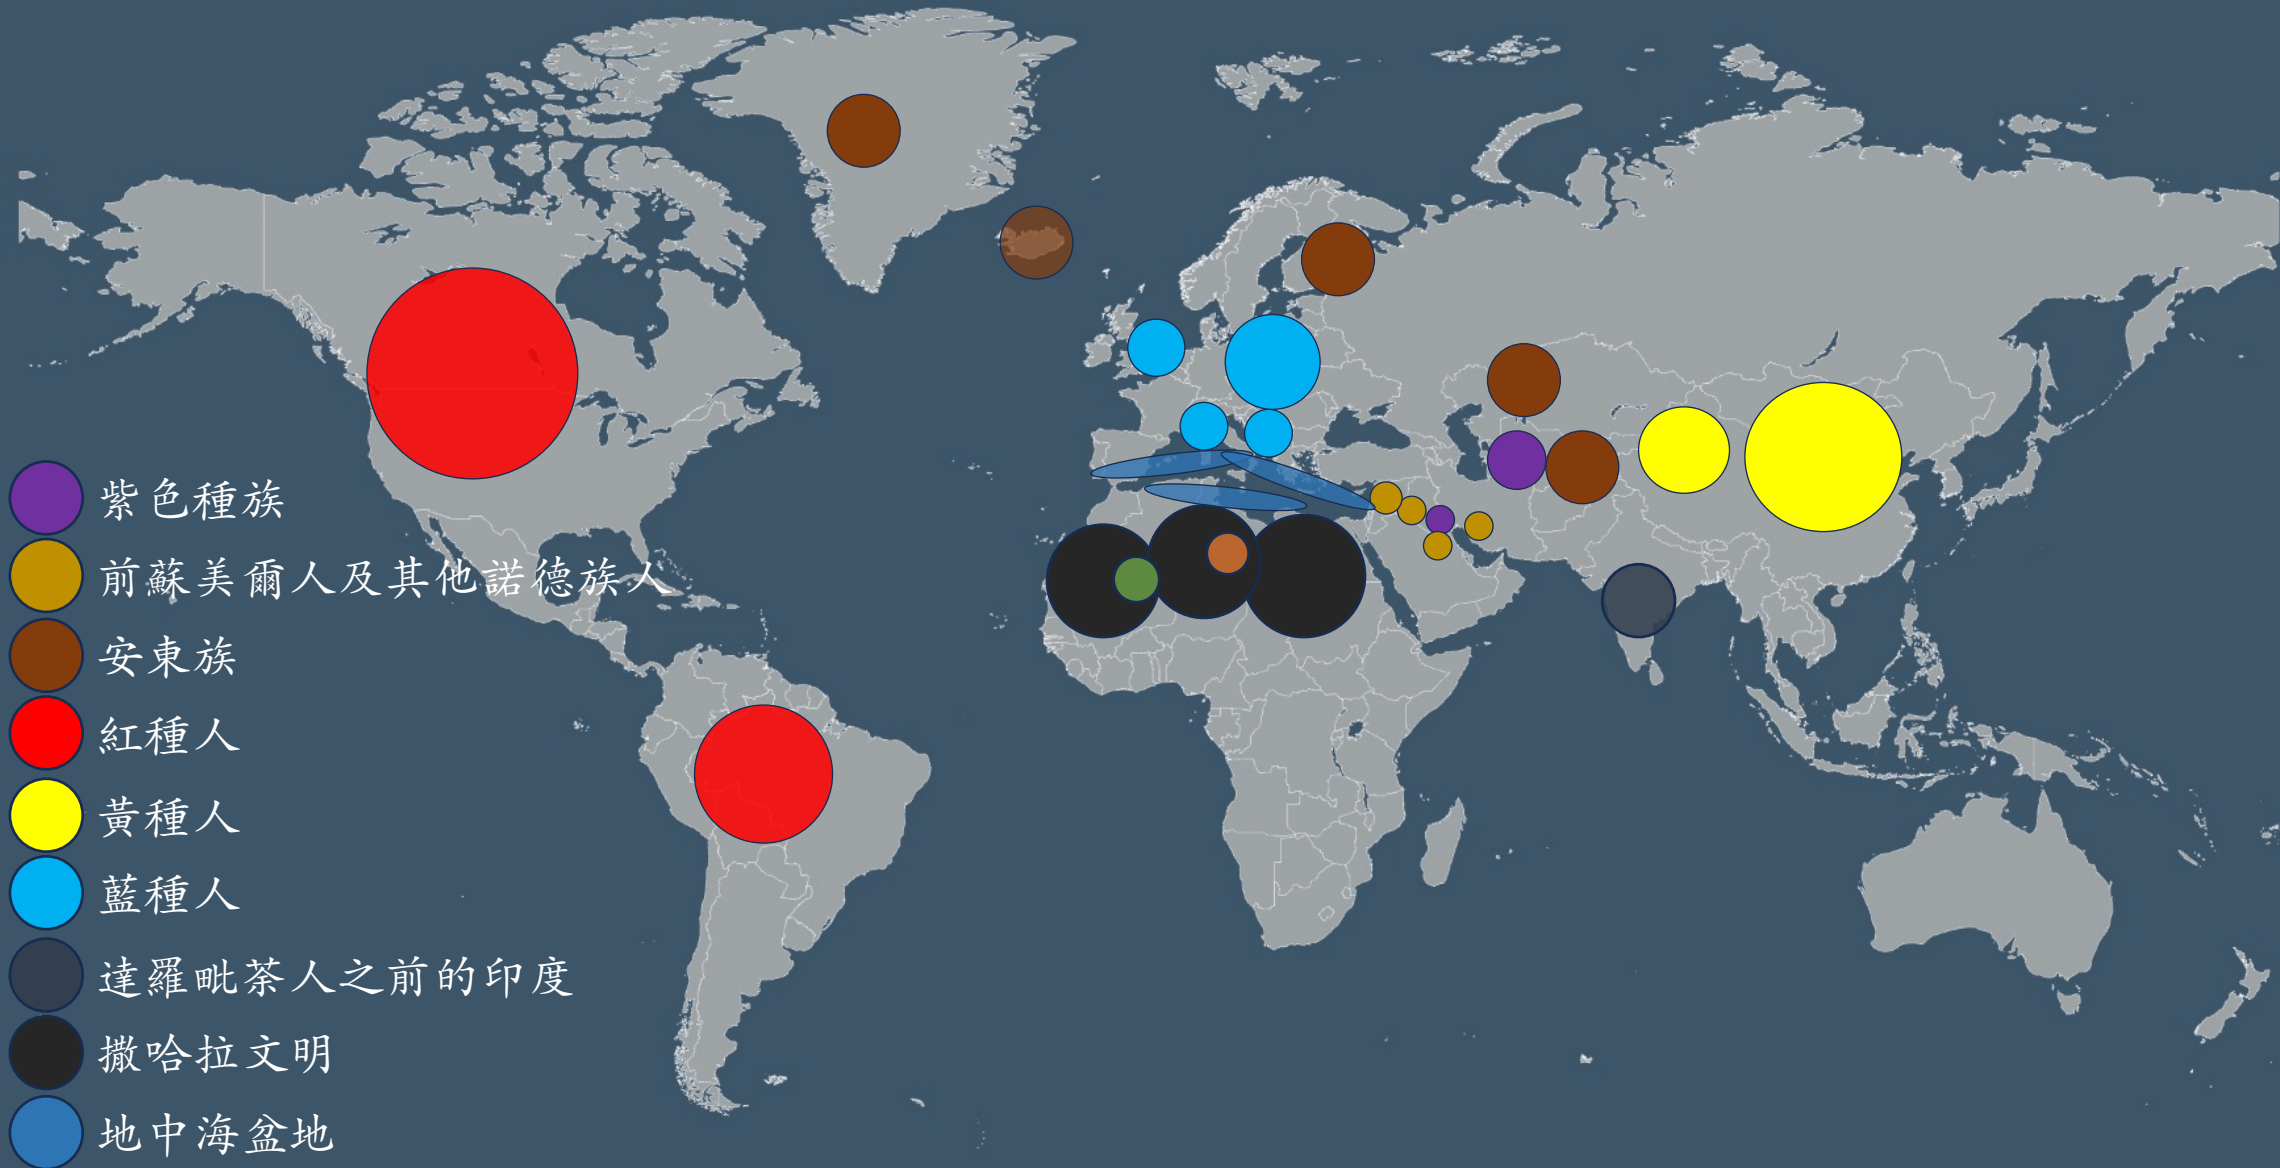 紫色種族
前蘇美爾人及其他諾德族人
安東族
紅種人
黃種人
藍種人
達羅毗荼人之前的印度
撒哈拉文明
地中海盆地